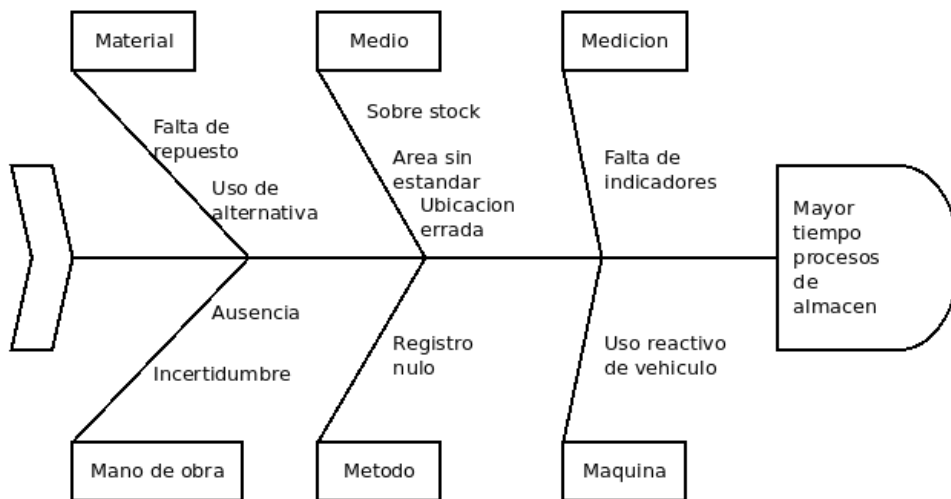 Material
Medio
Medicion
Falta de
repuesto
Uso de
alternativa
Sobre stock
Area sin
estandar
Ubicacion
errada
Falta de
indicadores
Mayor
tiempo
procesos
de
almacen
Ausencia
Incertidumbre
Registro
nulo
Uso reactivo
de vehiculo
Mano de obra
Metodo
Maquina